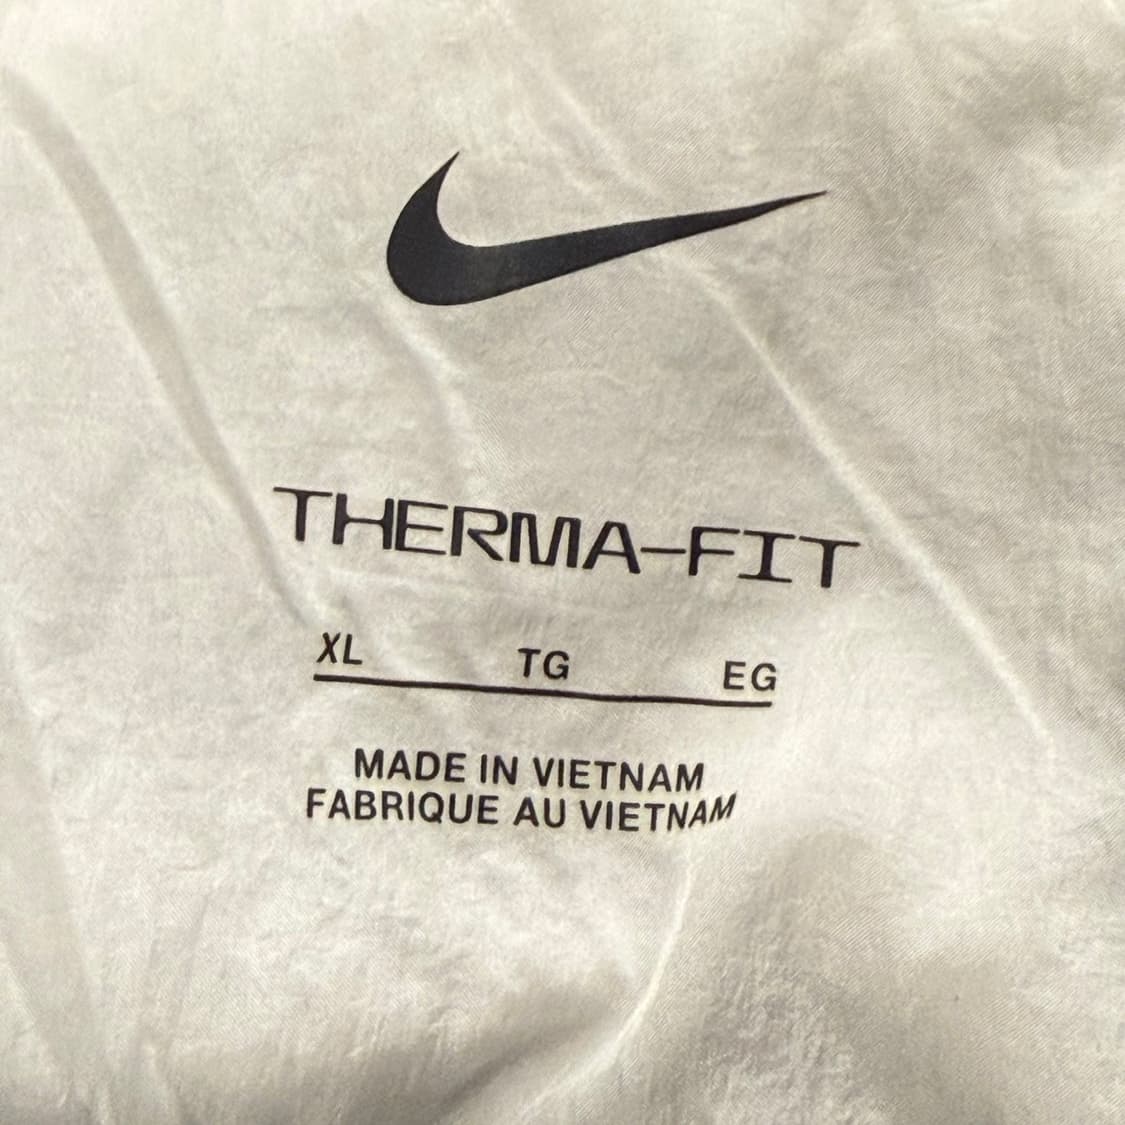 THERMA-FIT
XL TG EG
MADE IN VIETNAM
FABRIQUE AU VIETNAM